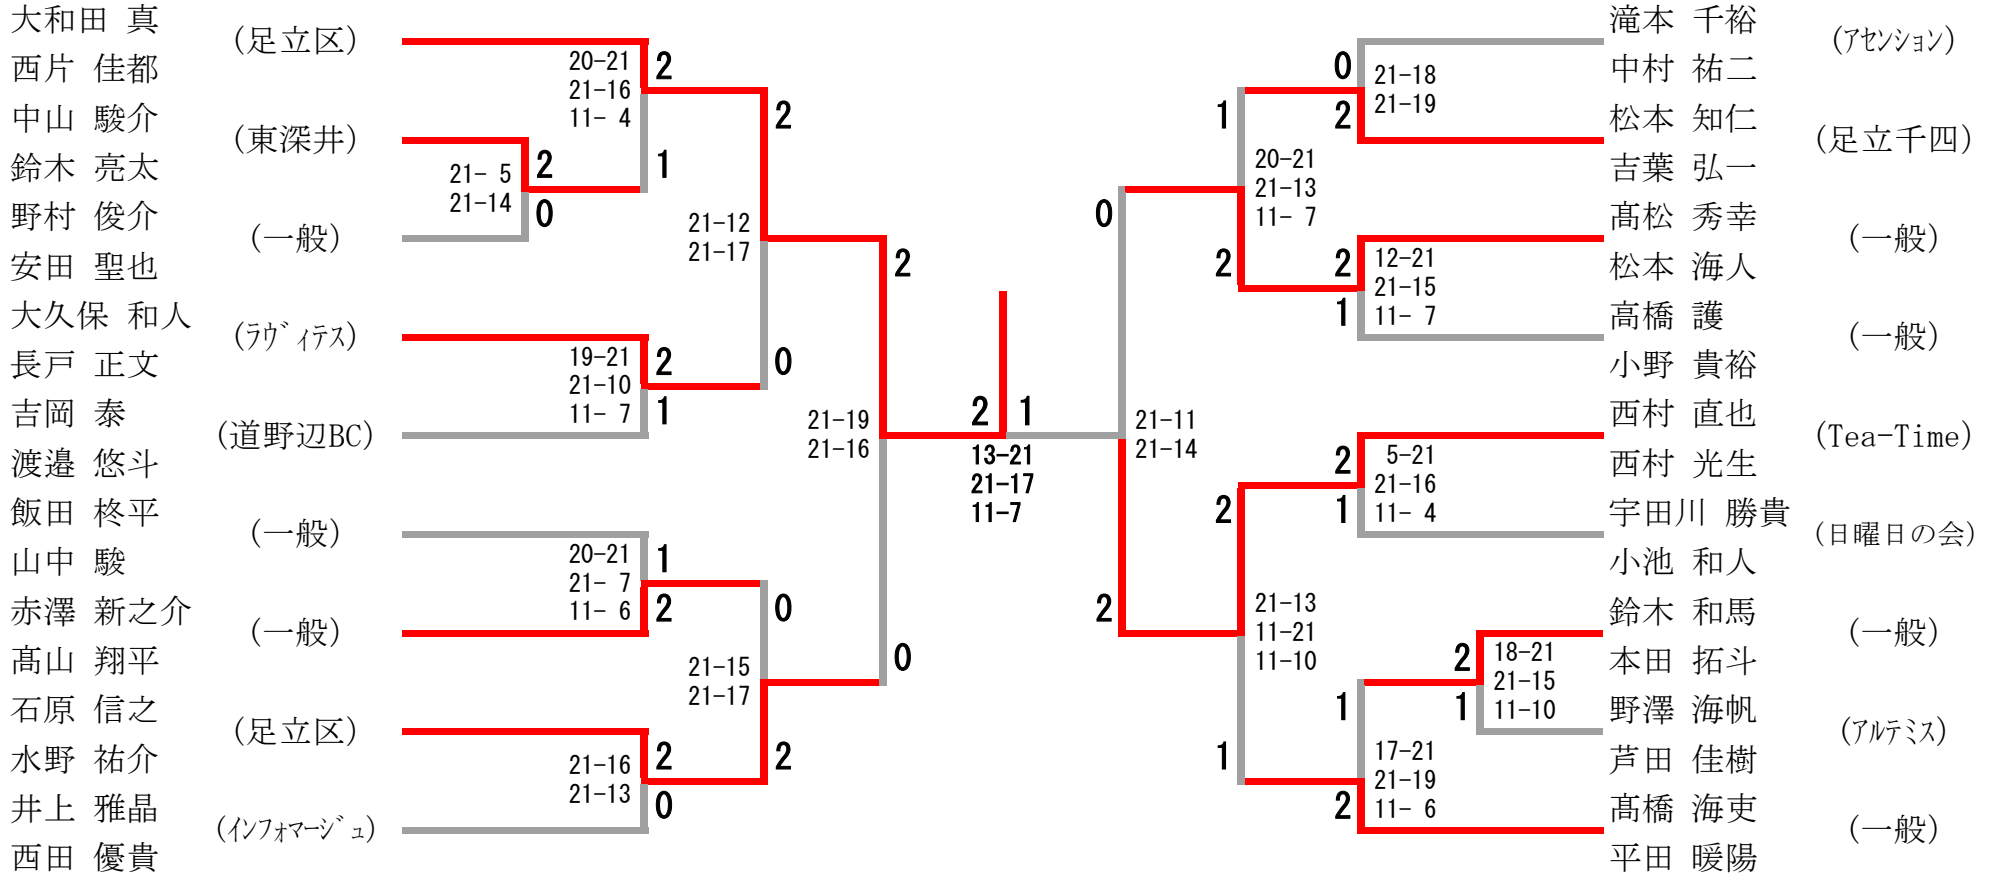 大和田 真
(足立区)
西片 佳都
中山 駿介
(東深井)
鈴木 亮太
野村 俊介
(一般)
安田 聖也
大久保 和人
(ﾗｳﾞｨﾃｽ)
長戸 正文
吉岡 泰
(道野辺BC)
渡邉 悠斗
飯田 柊平
(一般)
山中 駿
赤澤 新之介
(一般)
髙山 翔平
石原 信之
(足立区)
水野 祐介
井上 雅晶
(ｲﾝﾌｫﾏｰｼﾞｭ)
西田 優貴
20-21
21-16
11- 4
2
1
21- 5
21-14
2
0
19-21
21-10
11- 7
2
1
20-21
21- 7
11- 6
1
2
21-16
21-13
2
0
21-12
21-17
2
0
21-15
21-17
0
2
21-19
21-16
2
0
2 1
13-21
21-17
11-7
0
2
21-11
21-14
1
2
20-21
21-13
11- 7
2
1
21-13
11-21
11-10
0
2
21-18
21-19
2
1
12-21
21-15
11- 7
2
1
5-21
21-16
11- 4
1
2
17-21
21-19
11- 6
2
1
18-21
21-15
11-10
滝本 千裕
(ｱｾﾝｼｮﾝ)
中村 祐二
松本 知仁
(足立千四)
吉葉 弘一
髙松 秀幸
(一般)
松本 海人
高橋 護
(一般)
小野 貴裕
西村 直也
(Tea-Time)
西村 光生
宇田川 勝貴
(日曜日の会)
小池 和人
鈴木 和馬
(一般)
本田 拓斗
野澤 海帆
(ｱﾙﾃﾐｽ)
芦田 佳樹
髙橋 海吏
(一般)
平田 暖陽